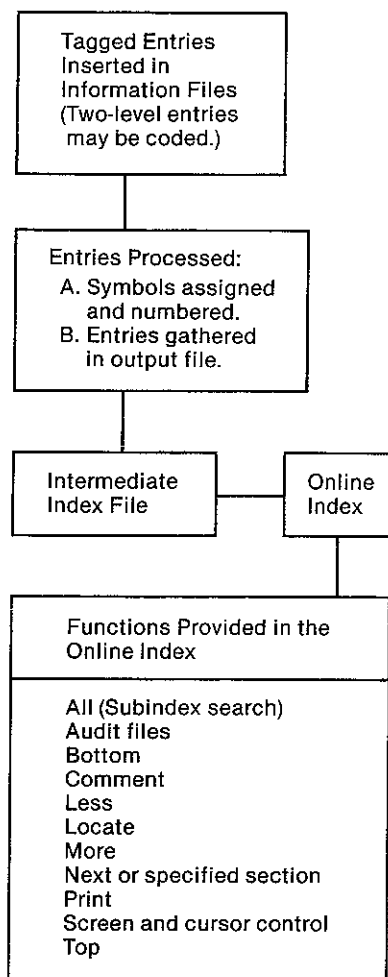 Tagged Entries
Inserted in
Information Files
(Two-level entries
may be coded.)
Entries Processed:
A. Symbols assigned
and numbered.
B. Entries gathered
in output file.
Intermediate
Index File
Online
Index
Functions Provided in the
Online Index
All (Subindex search)
Audit files
Bottom
Comment
Less
Locate
More
Next or specified section
Print
Screen and cursor control
Top